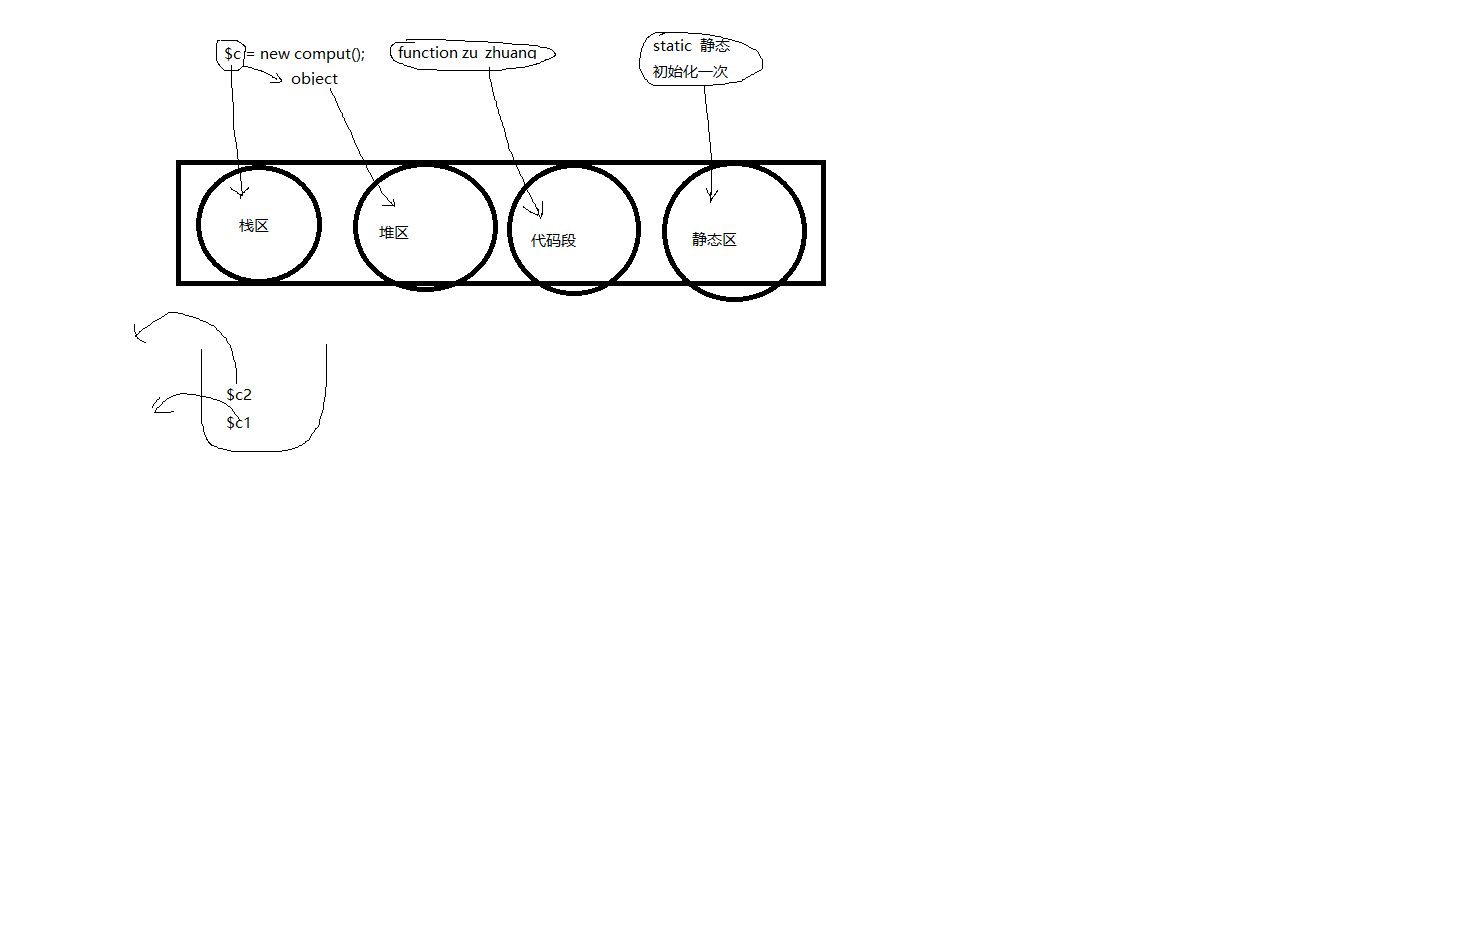 $c = new comput();
object
function zu zhuang
static 静态
初始化一次
栈区
堆区
代码段
静态区
$c2
$c1